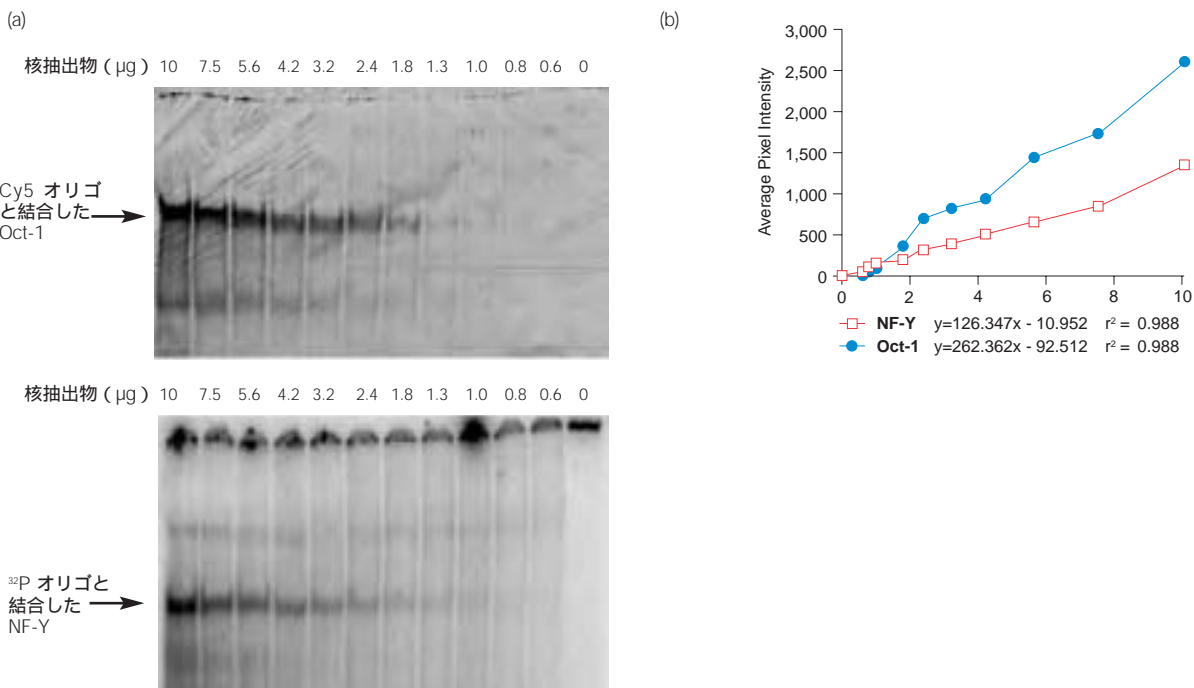 (a)
核抽出物 ( µg ) 10 7.5 5.6 4.2 3.2 2.4 1.8 1.3 1.0 0.8 0.6 0
Cy5 オリゴ
と結合した
Oct-1
核抽出物 ( µg ) 10 7.5 5.6 4.2 3.2 2.4 1.8 1.3 1.0 0.8 0.6 0
³²P オリゴと
結合した
NF-Y
(b)
Average Pixel Intensity
3,000
2,500
2,000
1,500
1,000
500
0
0 2 4 6 8 10
NF-Y y=126.347x - 10.952 r² = 0.988
Oct-1 y=262.362x - 92.512 r² = 0.988